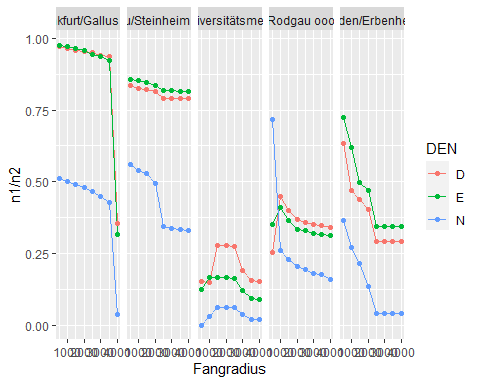 kfurt/Gallus
u/Steinheim
iversitätsme
Rodgau ooo
den/Erbenhe
n1/n2
1.00
0.75
0.50
0.25
0.00
Fangradius
DEN
D
E
N